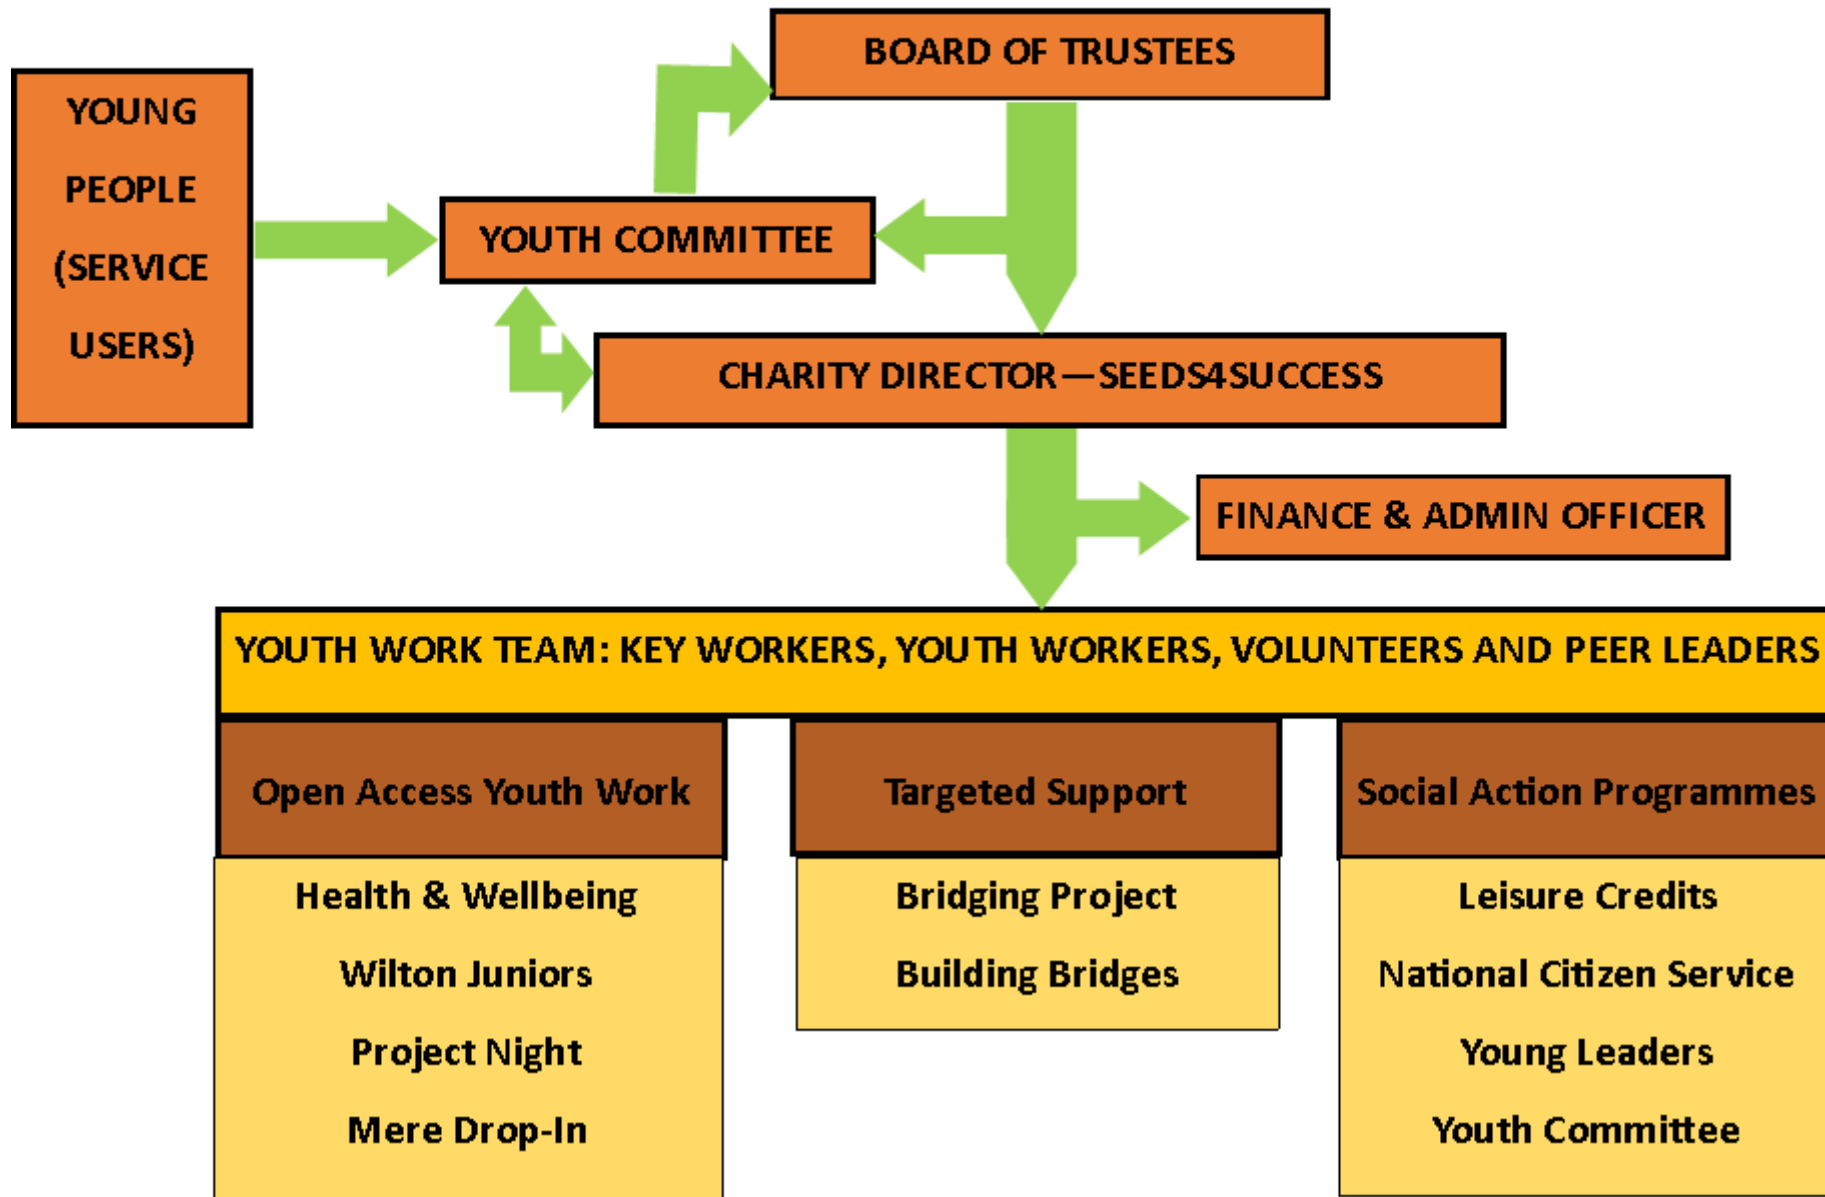 BOARD OF TRUSTEES
YOUNG
PEOPLE
(SERVICE
USERS)
YOUTH COMMITTEE
CHARITY DIRECTOR—SEEDS4SUCCESS
FINANCE & ADMIN OFFICER
YOUTH WORK TEAM: KEY WORKERS, YOUTH WORKERS, VOLUNTEERS AND PEER LEADERS
Open Access Youth Work
Health & Wellbeing
Wilton Juniors
Project Night
Mere Drop-In
Targeted Support
Bridging Project
Building Bridges
Social Action Programmes
Leisure Credits
National Citizen Service
Young Leaders
Youth Committee